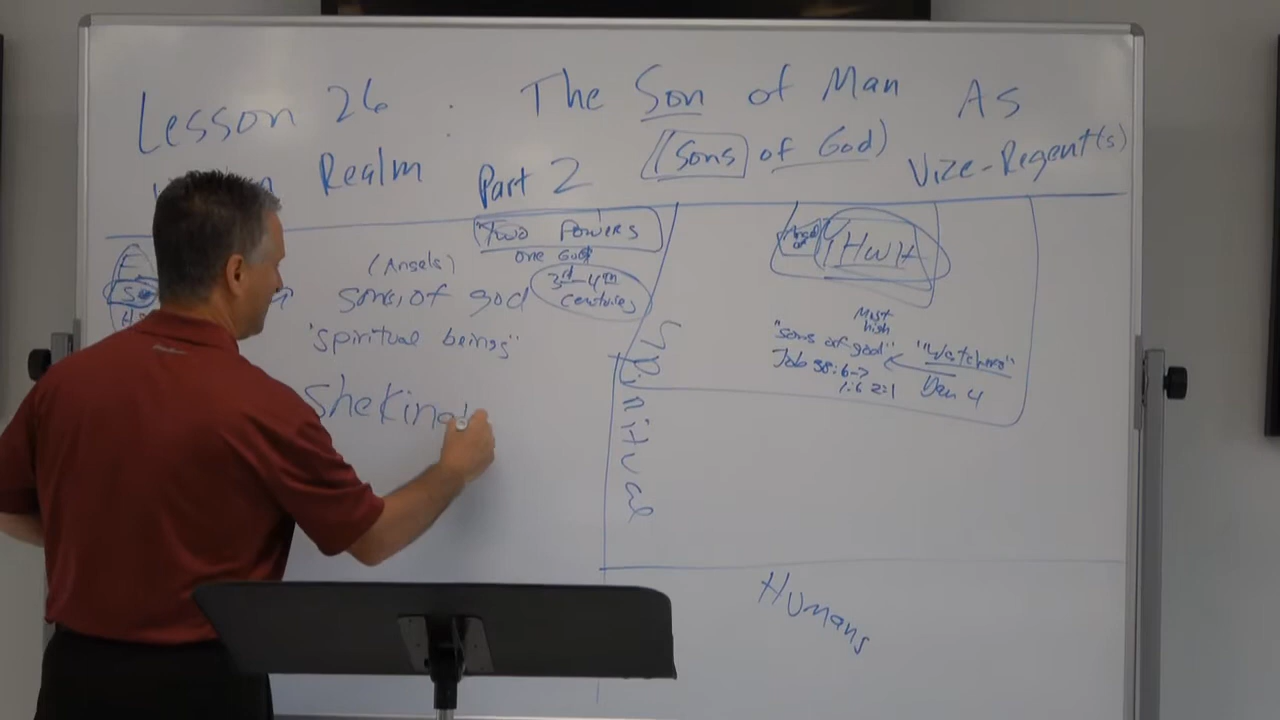 Lesson 26 : The Son of Man As
Realm Part 2 (Sons of God) Vize-Regent(s)
"Two Powers
one God
(Angels)
sons of god
3rd-4th
centuries
"spiritual beings"
Shekinah
Spiritual
YHWH
Most
high
"sons of god" "Watchers"
Job 38:6-7
1:6 2:1 Dan 4
Humans